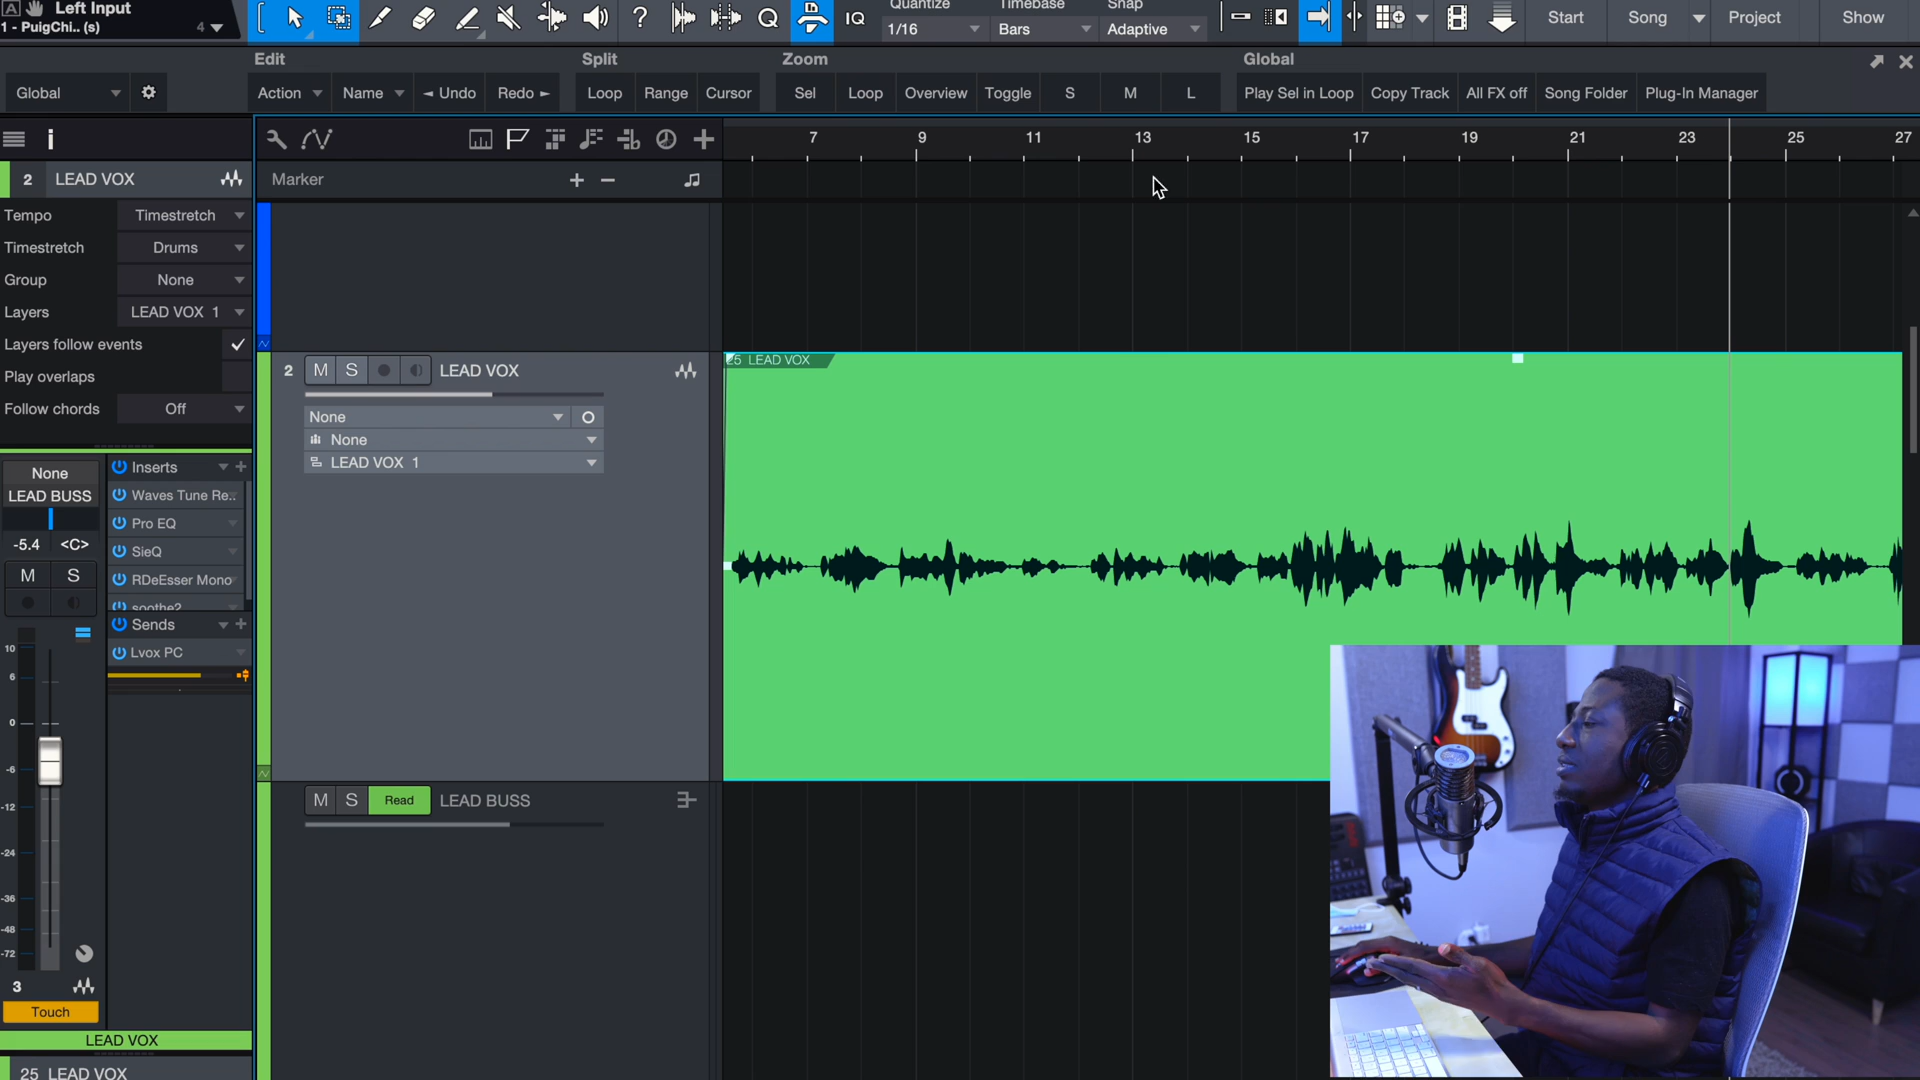 Left Input
1 - PuigChi.. (s)
4
Quantize
Timebase
Snap
1/16
Bars
Adaptive
IQ
Start
Song
Project
Show
Edit
Split
Zoom
Global
Global
Action
Name
Undo
Redo
Loop
Range
Cursor
Sel
Loop
Overview
Toggle
S
M
L
Play Sel in Loop
Copy Track
All FX off
Song Folder
Plug-In Manager
7
9
11
13
15
17
19
21
23
25
27
Marker
2
LEAD VOX
Tempo
Timestretch
Timestretch
Drums
Group
None
Layers
LEAD VOX 1
Layers follow events
Play overlaps
Follow chords
Off
2
M
S
LEAD VOX
None
None
LEAD VOX 1
25 LEAD VOX
None
LEAD BUSS
-5.4
<C>
M
S
Inserts
Waves Tune Re..
Pro EQ
SieQ
RDeEsser Mono
soothe2
Sends
Lvox PC
10
6
0
-6
-12
-24
-36
-48
-72
3
Touch
LEAD VOX
25 LEAD VOX
M
S
Read
LEAD BUSS